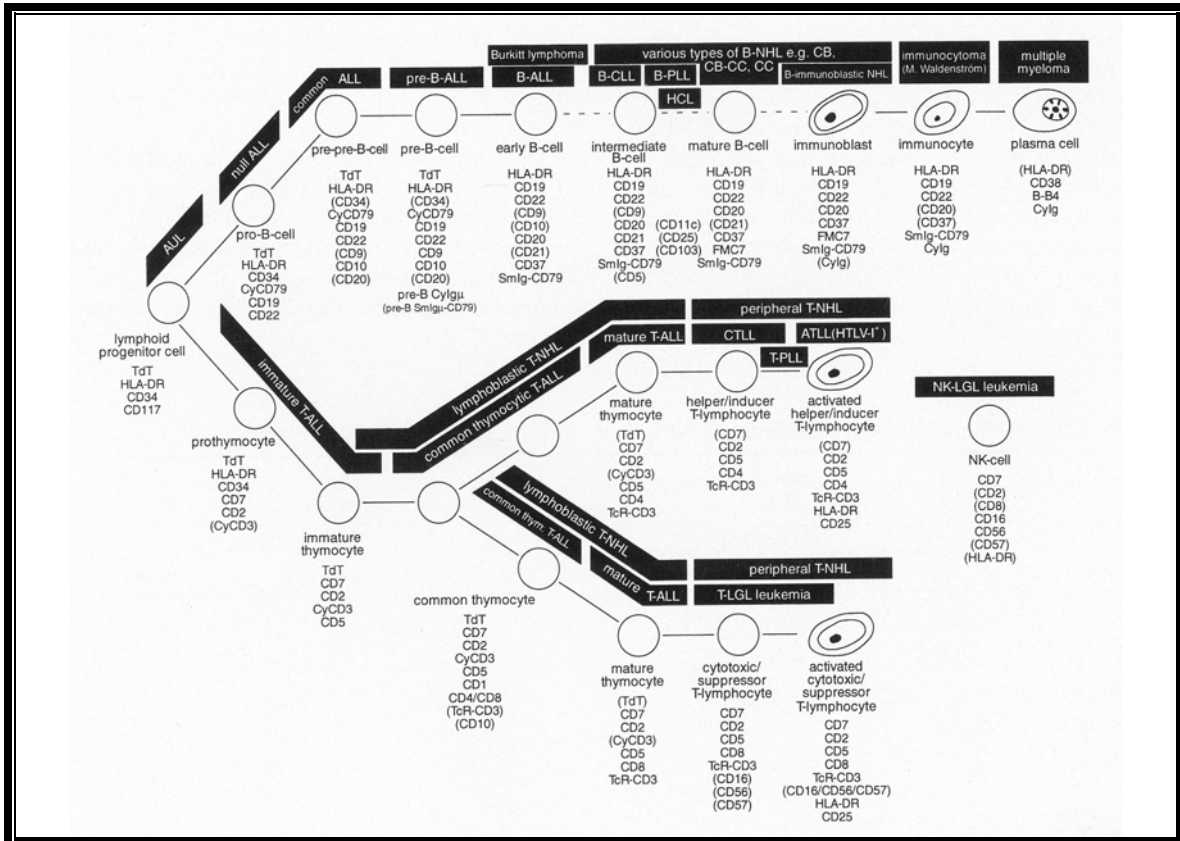 Burkitt lymphoma
various types of B-NHL e.g. CB,
CB-CC, CC
immunocytoma
(M. Waldenström)
multiple
myeloma
common
ALL
pre-B-ALL
B-ALL
B-CLL
B-PLL
B-immunoblastic NHL
HCL
null ALL
AUL
pre-pre-B-cell
TdT
HLA-DR
(CD34)
CyCD79
CD19
CD22
(CD9)
CD10
(CD20)
pre-B-cell
TdT
HLA-DR
(CD34)
CyCD79
CD19
CD22
CD9
CD10
(CD20)
pre-B CyIgμ
(pre-B SmIgμ-CD79)
early B-cell
HLA-DR
CD19
CD22
(CD9)
(CD10)
CD20
(CD21)
CD37
SmIg-CD79
intermediate
B-cell
HLA-DR
CD19
CD22
(CD9)
CD20
CD21
CD37
SmIg-CD79
(CD5)
(CD11c)
(CD25)
(CD103)
mature B-cell
HLA-DR
CD19
CD22
CD20
(CD21)
CD37
FMC7
SmIg-CD79
immunoblast
HLA-DR
CD19
CD22
CD20
CD37
FMC7
SmIg-CD79
(CyIg)
immunocyte
HLA-DR
CD19
CD22
(CD20)
(CD37)
SmIg-CD79
CyIg
plasma cell
(HLA-DR)
CD38
B-B4
CyIg
pro-B-cell
TdT
HLA-DR
CD34
CyCD79
CD19
CD22
lymphoid
progenitor cell
TdT
HLA-DR
CD34
CD117
immature T-ALL
lymphoblastic T-NHL
common thymocytic T-ALL
peripheral T-NHL
mature T-ALL
CTLL
ATLL(HTLV-I+)
T-PLL
prothymocyte
TdT
HLA-DR
CD34
CD7
CD2
(CyCD3)
immature
thymocyte
TdT
CD7
CD2
CyCD3
CD5
mature
thymocyte
(TdT)
CD7
CD2
(CyCD3)
CD5
CD4
TcR-CD3
helper/inducer
T-lymphocyte
(CD7)
CD2
CD5
CD4
TcR-CD3
activated
helper/inducer
T-lymphocyte
(CD7)
CD2
CD5
CD4
TcR-CD3
HLA-DR
CD25
NK-LGL leukemia
NK-cell
CD7
(CD2)
(CD8)
CD16
CD56
(CD57)
(HLA-DR)
lymphoblastic T-NHL
common thym. T-ALL
mature
T-ALL
peripheral T-NHL
T-LGL leukemia
common thymocyte
TdT
CD7
CD2
CyCD3
CD5
CD1
CD4/CD8
(TcR-CD3)
(CD10)
mature
thymocyte
(TdT)
CD7
CD2
(CyCD3)
CD5
CD8
TcR-CD3
cytotoxic/
suppressor
T-lymphocyte
CD7
CD2
CD5
CD8
TcR-CD3
(CD16)
(CD56)
(CD57)
activated
cytotoxic/
suppressor
T-lymphocyte
CD7
CD2
CD5
CD8
TcR-CD3
(CD16/CD56/CD57)
HLA-DR
CD25